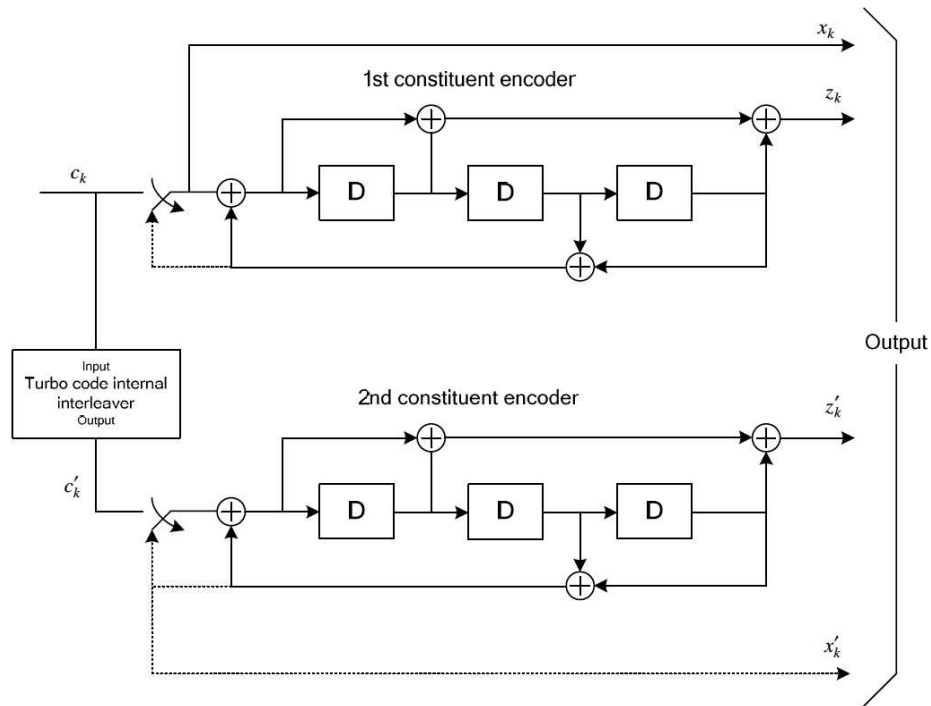 x_k
1st constituent encoder
z_k
c_k
D D D
Output
Input
Turbo code internal
interleaver
Output
2nd constituent encoder
z'_k
c'_k
D D D
x'_k